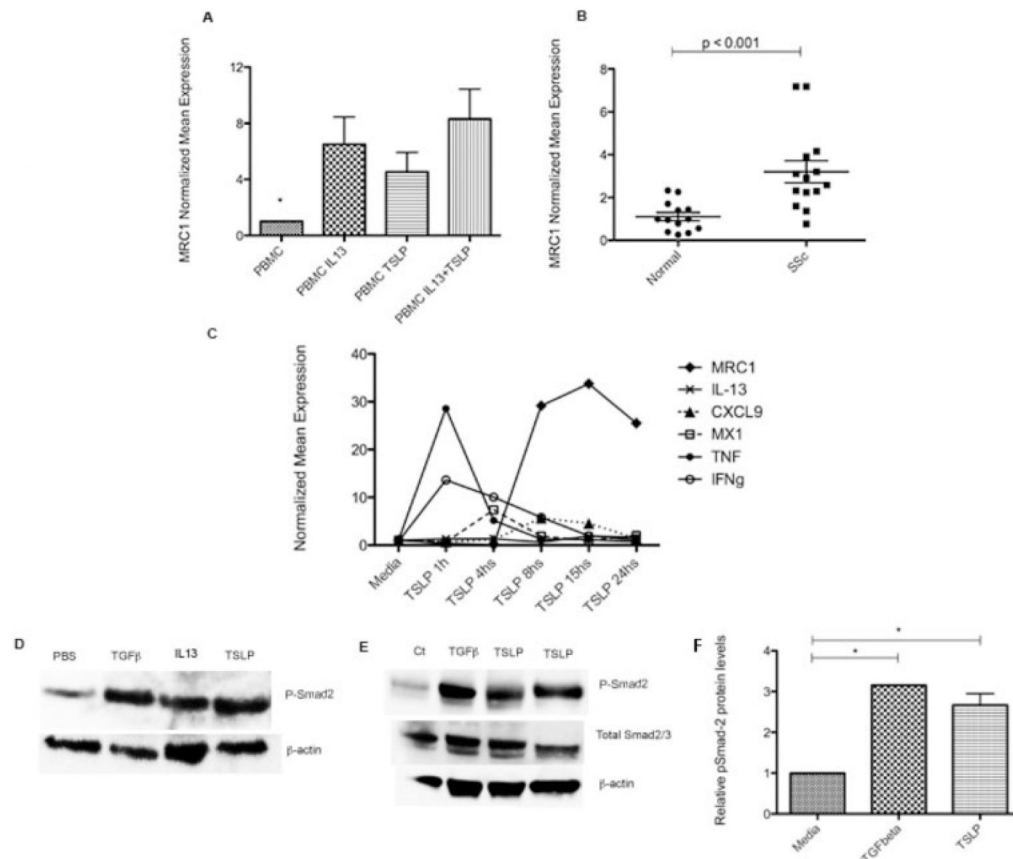 A
MRC1 Normalized Mean Expression
12
8
4
0
*
PBMC
PBMC IL13
PBMC TSLP
PBMC IL13+TSLP
B
p < 0.001
MRC1 Normalized Mean Expression
8
6
4
2
0
Normal
SSc
C
Normalized Mean Expression
40
30
20
10
0
Media
TSLP 1h
TSLP 4hs
TSLP 8hs
TSLP 15hs
TSLP 24hs
MRC1
IL-13
CXCL9
MX1
TNF
IFNg
D
PBS TGFβ IL13 TSLP
P-Smad2
β-actin
E
Ct TGFβ TSLP TSLP
P-Smad2
Total Smad2/3
β-actin
F
Relative pSmad-2 protein levels
4
3
2
1
0
*
*
Media
TGFbeta
TSLP